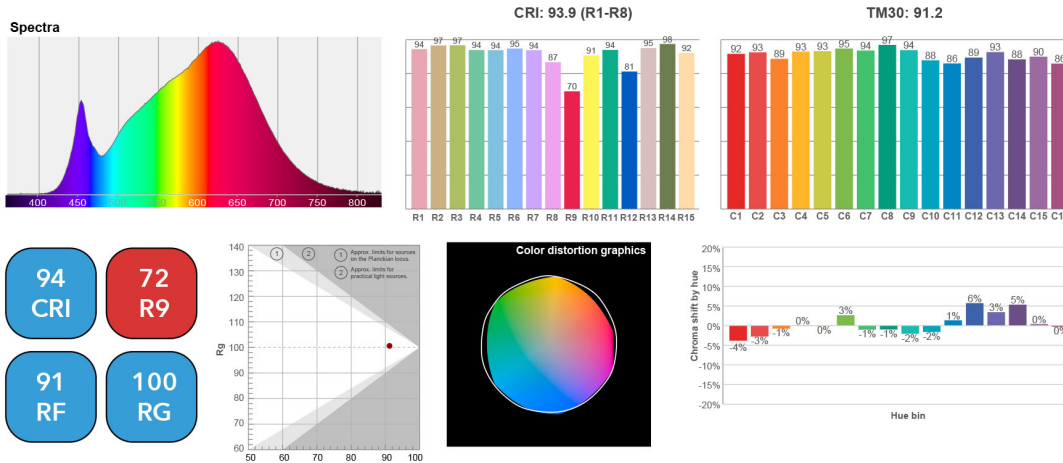 Spectra
400 450 500 550 600 650 700 750 800
CRI: 93.9 (R1-R8)
94 97 97 94 94 95 94 87 70 91 94 81 95 98 92
R1 R2 R3 R4 R5 R6 R7 R8 R9 R10 R11 R12 R13 R14 R15
TM30: 91.2
92 93 89 93 93 95 94 97 94 88 86 89 93 88 90 86
C1 C2 C3 C4 C5 C6 C7 C8 C9 C10 C11 C12 C13 C14 C15 C1
94
CRI
72
R9
91
RF
100
RG
140
130
120
110
100
90
80
70
60
Rg
50 60 70 80 90 100
1 2
1 Approx. limits for sources
on the Planckian locus.
2 Approx. limits for
practical light sources.
Color distortion graphics
Chroma shift by hue
20%
15%
10%
5%
0%
-5%
-10%
-15%
-20%
-4% -3% -1% 0% 0% 3% -1% -1% -2% -2% 1% 6% 3% 5% 0% 0%
Hue bin